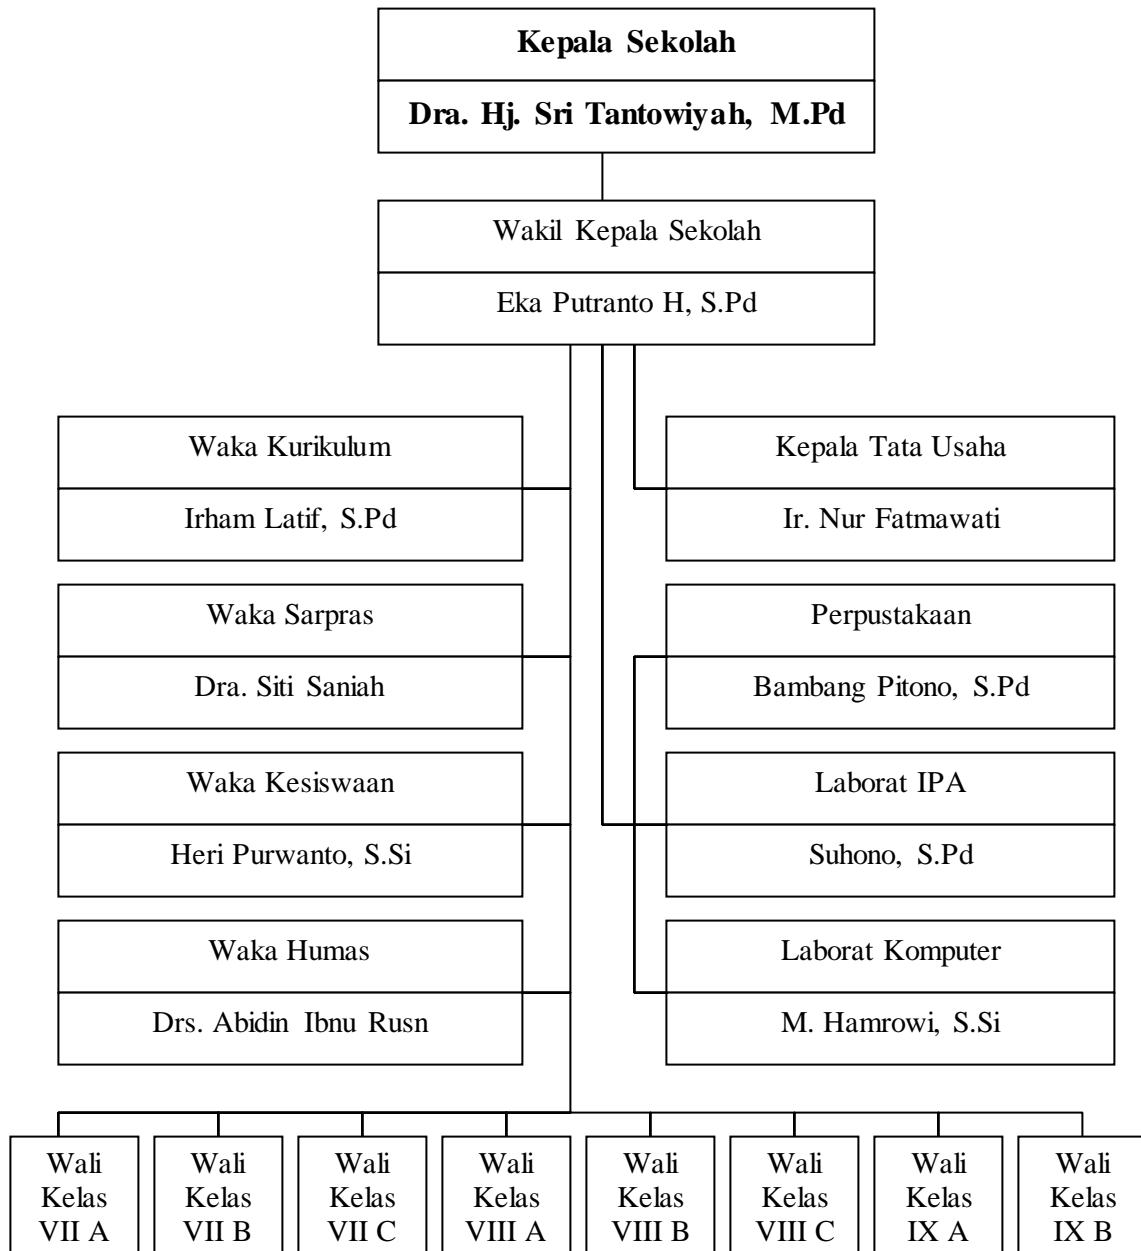 Kepala Sekolah
Dra. Hj. Sri Tantowiyah, M.Pd
Wakil Kepala Sekolah
Eka Putranto H, S.Pd
Waka Kurikulum
Irham Latif, S.Pd
Kepala Tata Usaha
Ir. Nur Fatmawati
Waka Sarpras
Dra. Siti Saniah
Perpustakaan
Bambang Pitono, S.Pd
Waka Kesiswaan
Heri Purwanto, S.Si
Laborat IPA
Suhono, S.Pd
Waka Humas
Drs. Abidin Ibnu Rusn
Laborat Komputer
M. Hamrowi, S.Si
Wali
Kelas
VII A
Wali
Kelas
VII B
Wali
Kelas
VII C
Wali
Kelas
VIII A
Wali
Kelas
VIII B
Wali
Kelas
VIII C
Wali
Kelas
IX A
Wali
Kelas
IX B